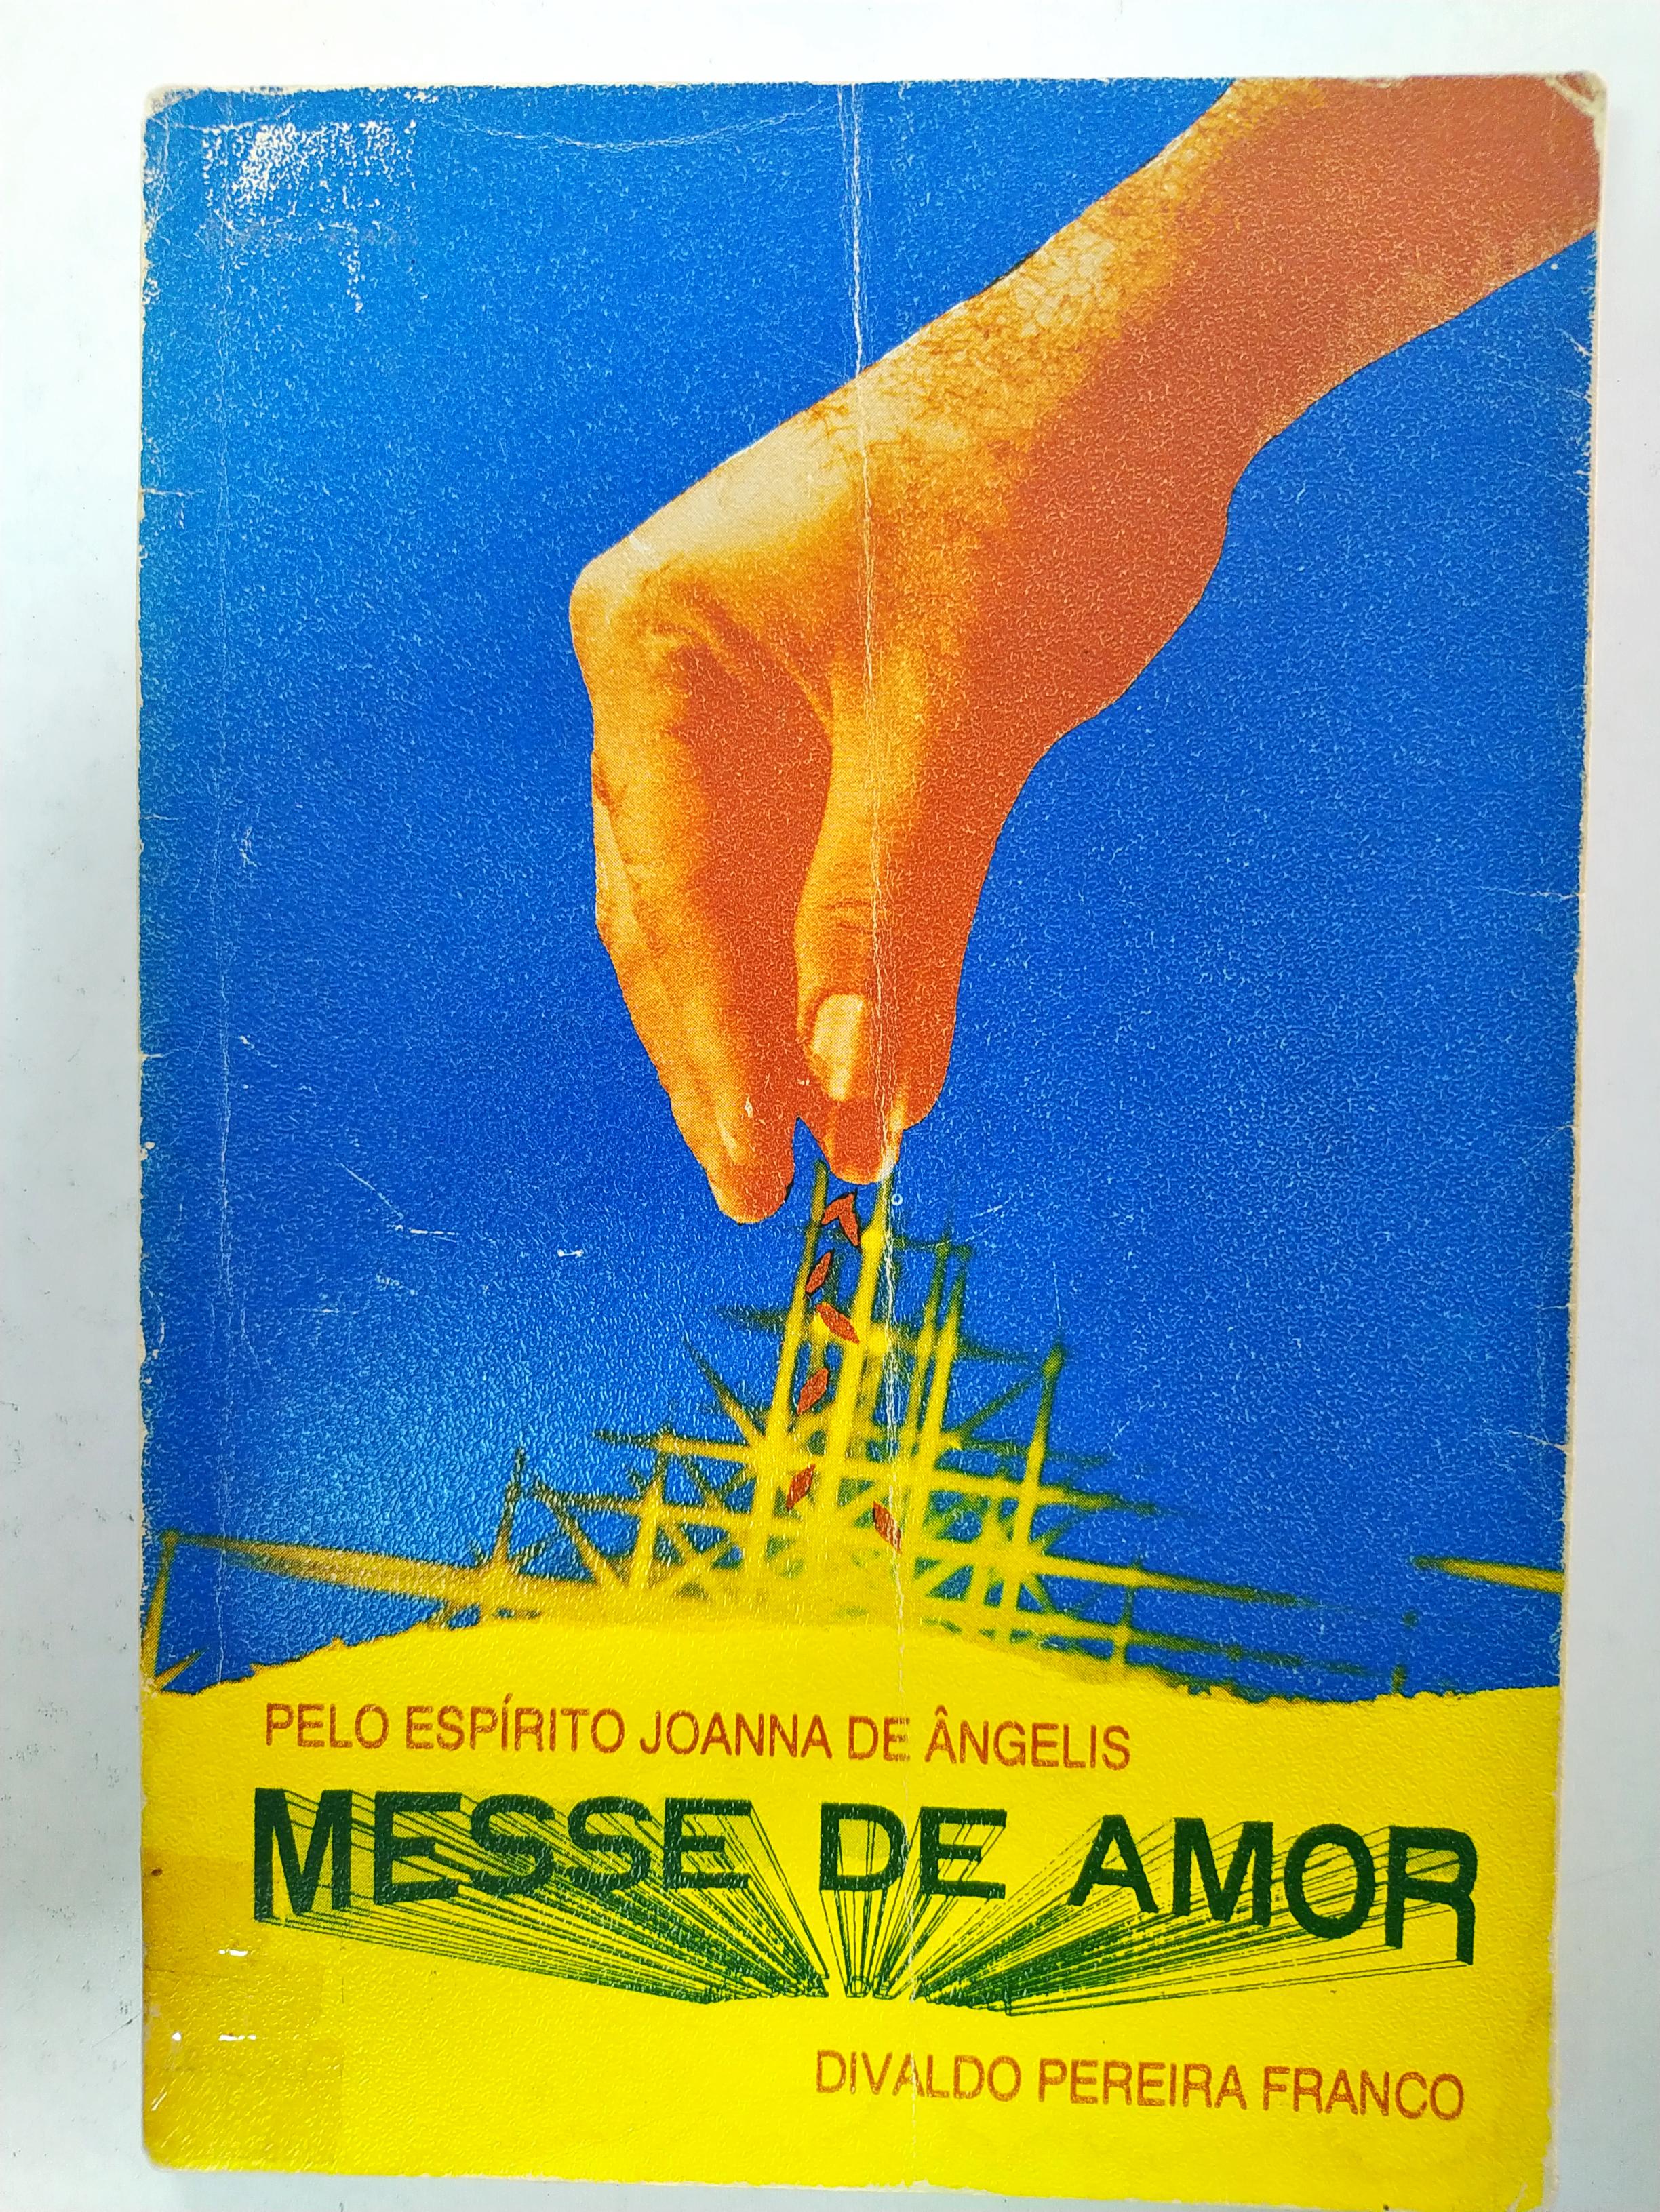 PELO ESPÍRITO JOANNA DE ÂNGELIS
MESSE DE AMOR
DIVALDO PEREIRA FRANCO